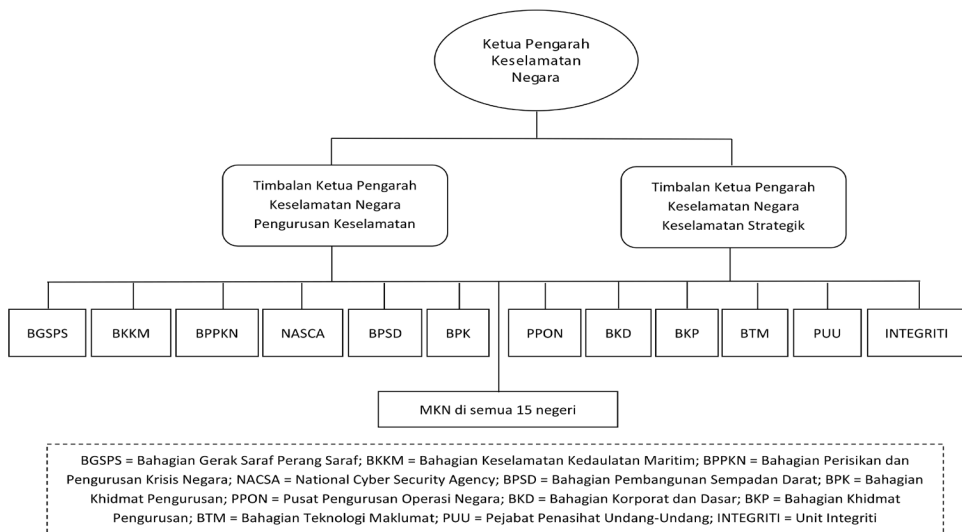 Ketua Pengarah
Keselamatan
Negara
Timbalan Ketua Pengarah
Keselamatan Negara
Pengurusan Keselamatan
Timbalan Ketua Pengarah
Keselamatan Negara
Keselamatan Strategik
BGSPS
BKKM
BPPKN
NASCA
BPSD
BPK
PPON
BKD
BKP
BTM
PUU
INTEGRITI
MKN di semua 15 negeri
BGSPS = Bahagian Gerak Saraf Perang Saraf; BKKM = Bahagian Keselamatan Kedaulatan Maritim; BPPKN = Bahagian Perisikan dan
Pengurusan Krisis Negara; NACSA = National Cyber Security Agency; BPSD = Bahagian Pembangunan Sempadan Darat; BPK = Bahagian
Khidmat Pengurusan; PPON = Pusat Pengurusan Operasi Negara; BKD = Bahagian Korporat dan Dasar; BKP = Bahagian Khidmat
Pengurusan; BTM = Bahagian Teknologi Maklumat; PUU = Pejabat Penasihat Undang-Undang; INTEGRITI = Unit Integriti